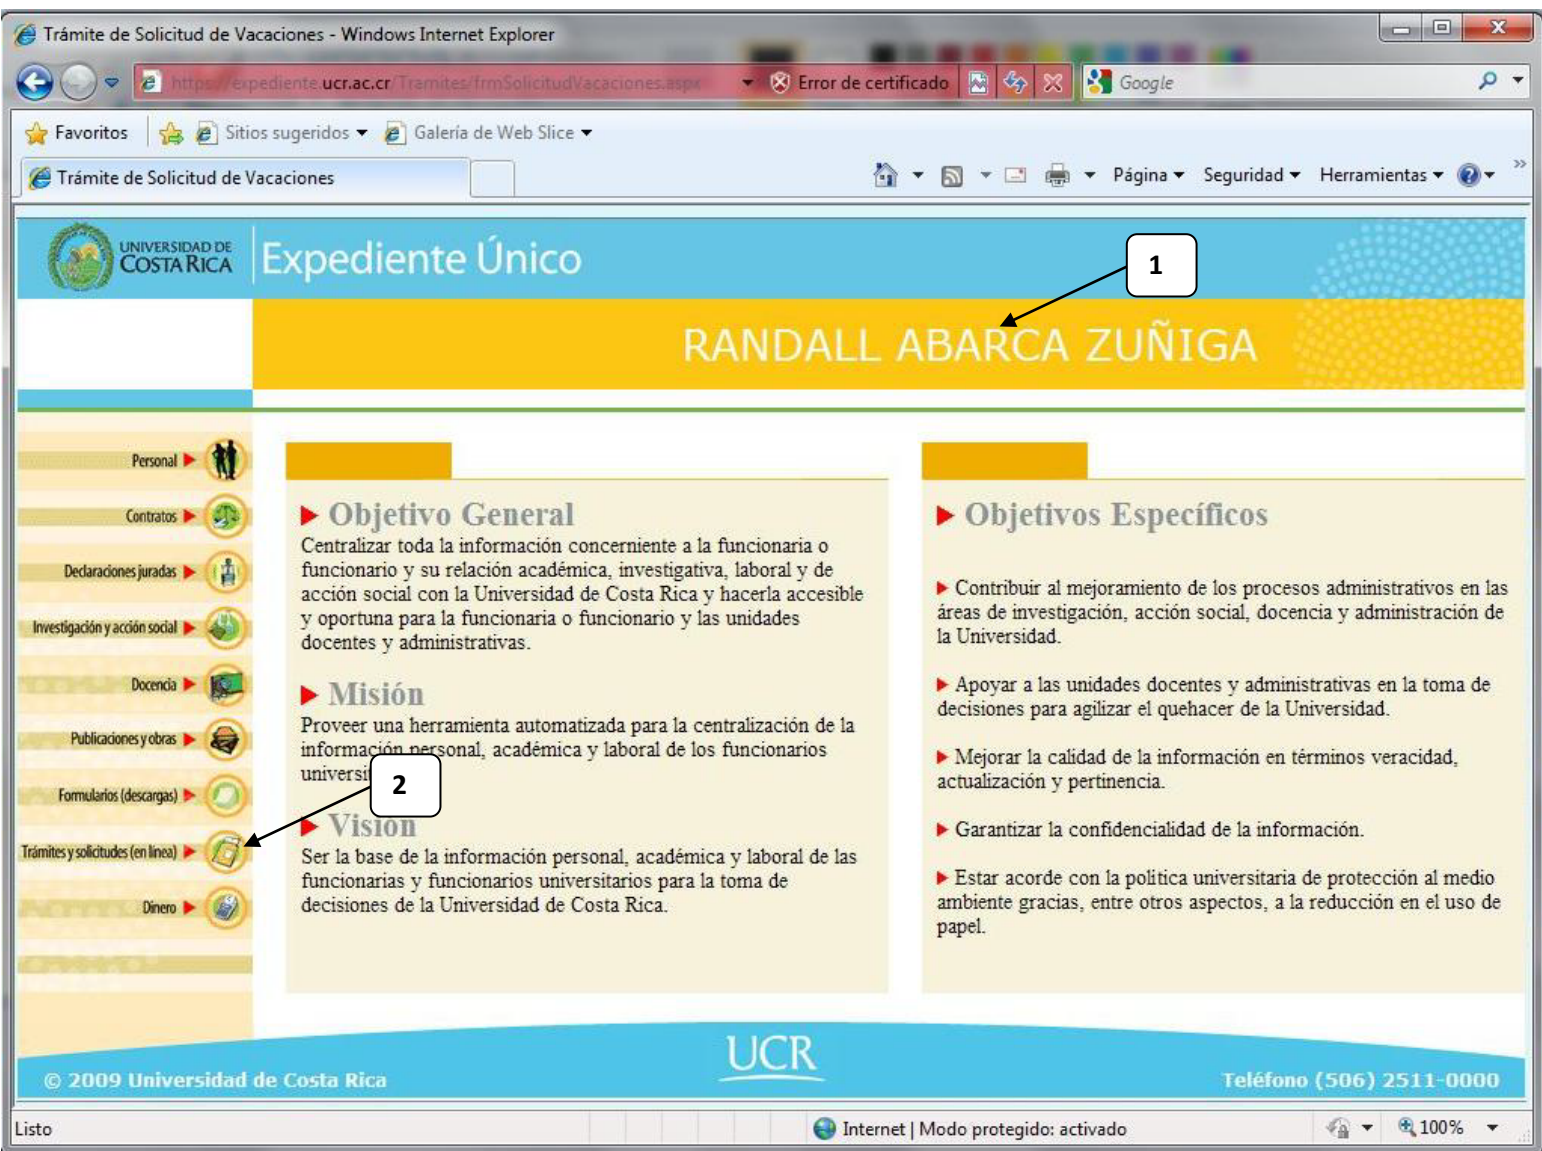 Trámite de Solicitud de Vacaciones - Windows Internet Explorer
https://expediente.ucr.ac.cr/Tramites/frmSolicitudVacaciones.aspx
Error de certificado
Google
Favoritos
Sitios sugeridos
Galería de Web Slice
Trámite de Solicitud de Vacaciones
Página
Seguridad
Herramientas
UNIVERSIDAD DE
COSTA RICA
Expediente Único
1
RANDALL ABARCA ZUÑIGA
Personal
Contratos
Declaraciones juradas
Investigación y acción social
Docencia
Publicaciones y obras
Formularios (descargas)
Trámites y solicitudes (en línea)
Dinero
Objetivo General
Centralizar toda la información concerniente a la funcionaria o
funcionario y su relación académica, investigativa, laboral y de
acción social con la Universidad de Costa Rica y hacerla accesible
y oportuna para la funcionaria o funcionario y las unidades
docentes y administrativas.
Misión
Proveer una herramienta automatizada para la centralización de la
información personal, académica y laboral de los funcionarios
2
Visión
Ser la base de la información personal, académica y laboral de las
funcionarias y funcionarios universitarios para la toma de
decisiones de la Universidad de Costa Rica.
Objetivos Específicos
Contribuir al mejoramiento de los procesos administrativos en las
áreas de investigación, acción social, docencia y administración de
la Universidad.
Apoyar a las unidades docentes y administrativas en la toma de
decisiones para agilizar el quehacer de la Universidad.
Mejorar la calidad de la información en términos veracidad,
actualización y pertinencia.
Garantizar la confidencialidad de la información.
Estar acorde con la política universitaria de protección al medio
ambiente gracias, entre otros aspectos, a la reducción en el uso de
papel.
UCR
© 2009 Universidad de Costa Rica
Teléfono (506) 2511-0000
Listo
Internet | Modo protegido: activado
100%